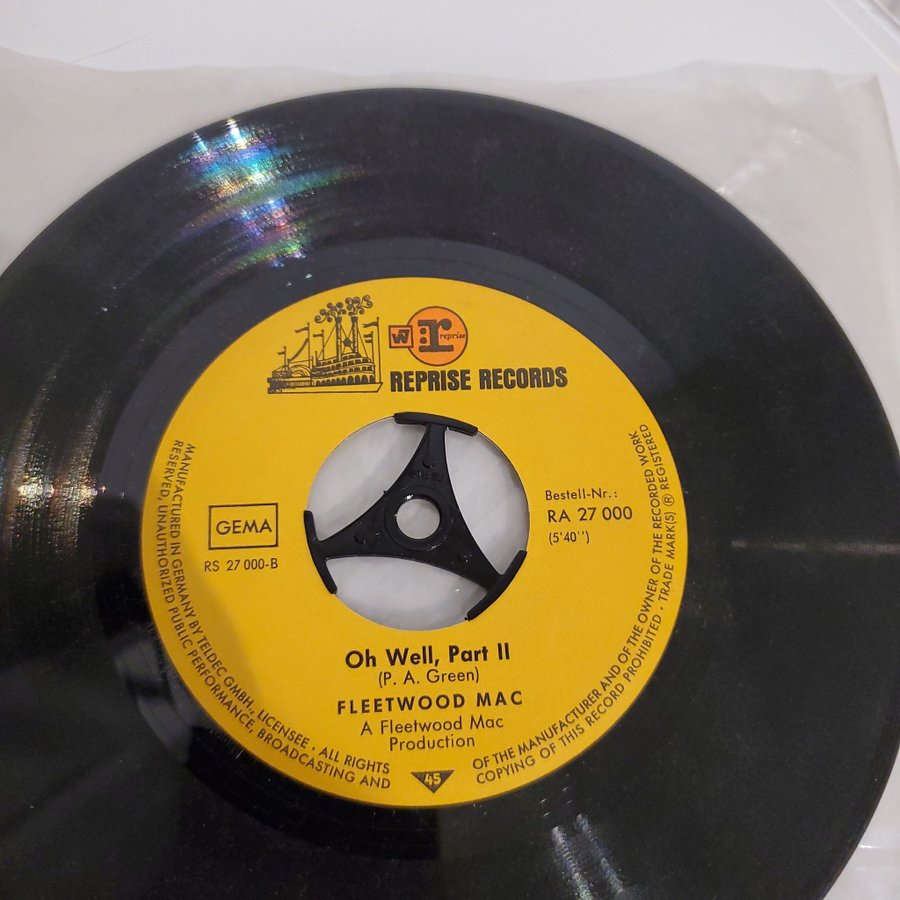 W
r reprise
REPRISE RECORDS
GEMA
RS 27 000-B
Bestell-Nr.:
RA 27 000
(5'40'')
Oh Well, Part II
(P. A. Green)
FLEETWOOD MAC
A Fleetwood Mac
Production
45
MANUFACTURED IN GERMANY BY TELDEC GMBH., LICENSEE · ALL RIGHTS OF THE MANUFACTURER AND OF THE OWNER OF THE RECORDED WORK
RESERVED, UNAUTHORIZED PUBLIC PERFORMANCE, BROADCASTING AND COPYING OF THIS RECORD PROHIBITED · TRADE MARK(S) ® REGISTERED